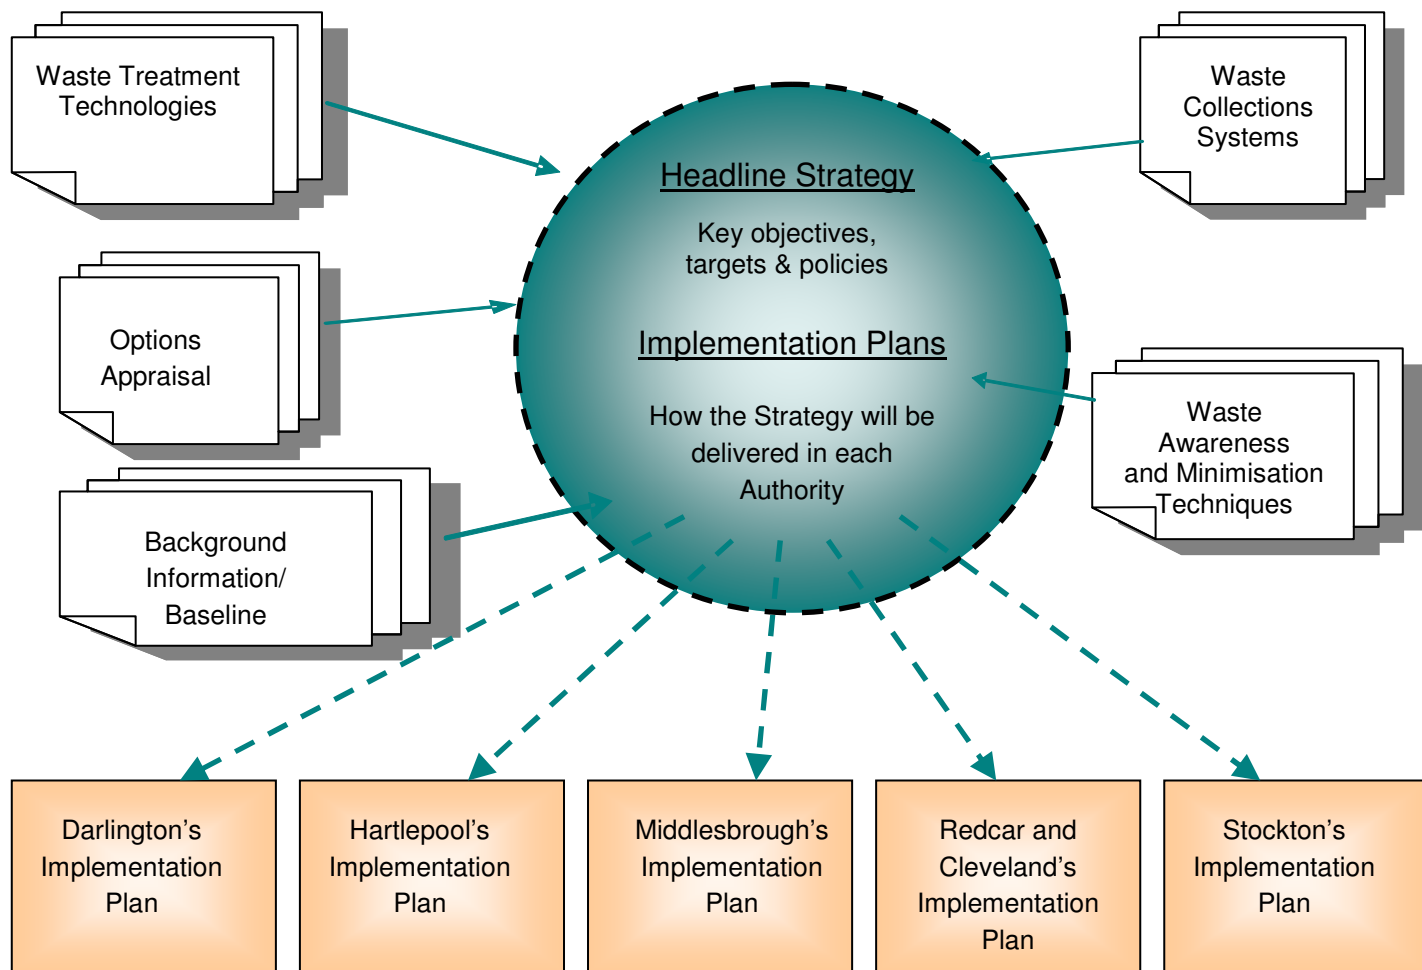 Waste Treatment
Technologies
Waste
Collections
Systems
Headline Strategy
Key objectives,
targets & policies
Options
Appraisal
Implementation Plans
How the Strategy will be
delivered in each
Authority
Waste
Awareness
and Minimisation
Techniques
Background
Information/
Baseline
Darlington’s
Implementation
Plan
Hartlepool’s
Implementation
Plan
Middlesbrough’s
Implementation
Plan
Redcar and
Cleveland’s
Implementation
Plan
Stockton’s
Implementation
Plan